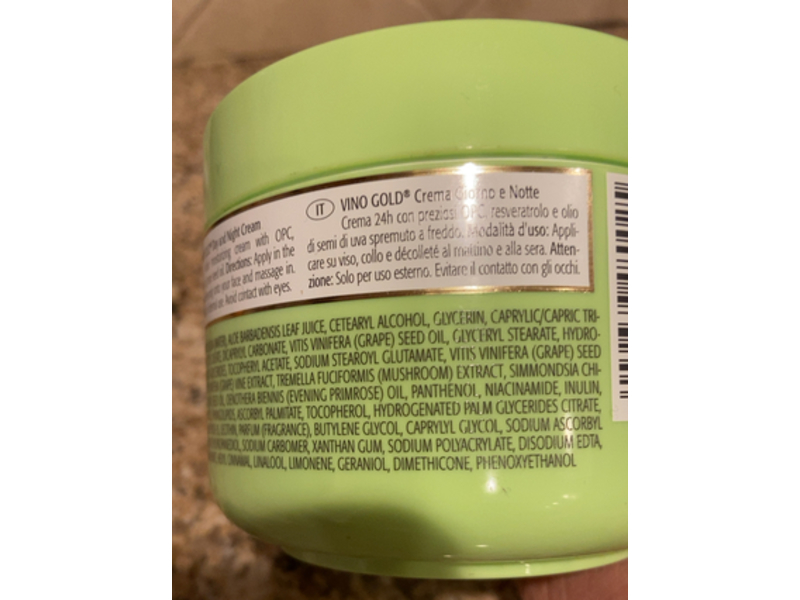 Day and Night Cream
cream with OPC,
Directions: Apply in the
into your face and massage in.
Avoid contact with eyes.
IT VINO GOLD® Crema Giorno e Notte
Crema 24h con preziosi OPC, resveratrolo e olio
di semi di uva spremuto a freddo. Modalità d'uso: Appli-
care su viso, collo e décolleté al mattino e alla sera. Atten-
zione: Solo per uso esterno. Evitare il contatto con gli occhi.
WATER, ALOE BARBADENSIS LEAF JUICE, CETEARYL ALCOHOL, GLYCERIN, CAPRYLIC/CAPRIC TRI-
DICAPRYLYL CARBONATE, VITIS VINIFERA (GRAPE) SEED OIL, GLYCERYL STEARATE, HYDRO-
TOCOPHERYL ACETATE, SODIUM STEAROYL GLUTAMATE, VITIS VINIFERA (GRAPE) SEED
(GRAPE) VINE EXTRACT, TREMELLA FUCIFORMIS (MUSHROOM) EXTRACT, SIMMONDSIA CHI-
OIL, OENOTHERA BIENNIS (EVENING PRIMROSE) OIL, PANTHENOL, NIACINAMIDE, INULIN,
ASCORBYL PALMITATE, TOCOPHEROL, HYDROGENATED PALM GLYCERIDES CITRATE,
PARFUM (FRAGRANCE), BUTYLENE GLYCOL, CAPRYLYL GLYCOL, SODIUM ASCORBYL
SODIUM CARBOMER, XANTHAN GUM, SODIUM POLYACRYLATE, DISODIUM EDTA,
CINNAMAL, LINALOOL, LIMONENE, GERANIOL, DIMETHICONE, PHENOXYETHANOL